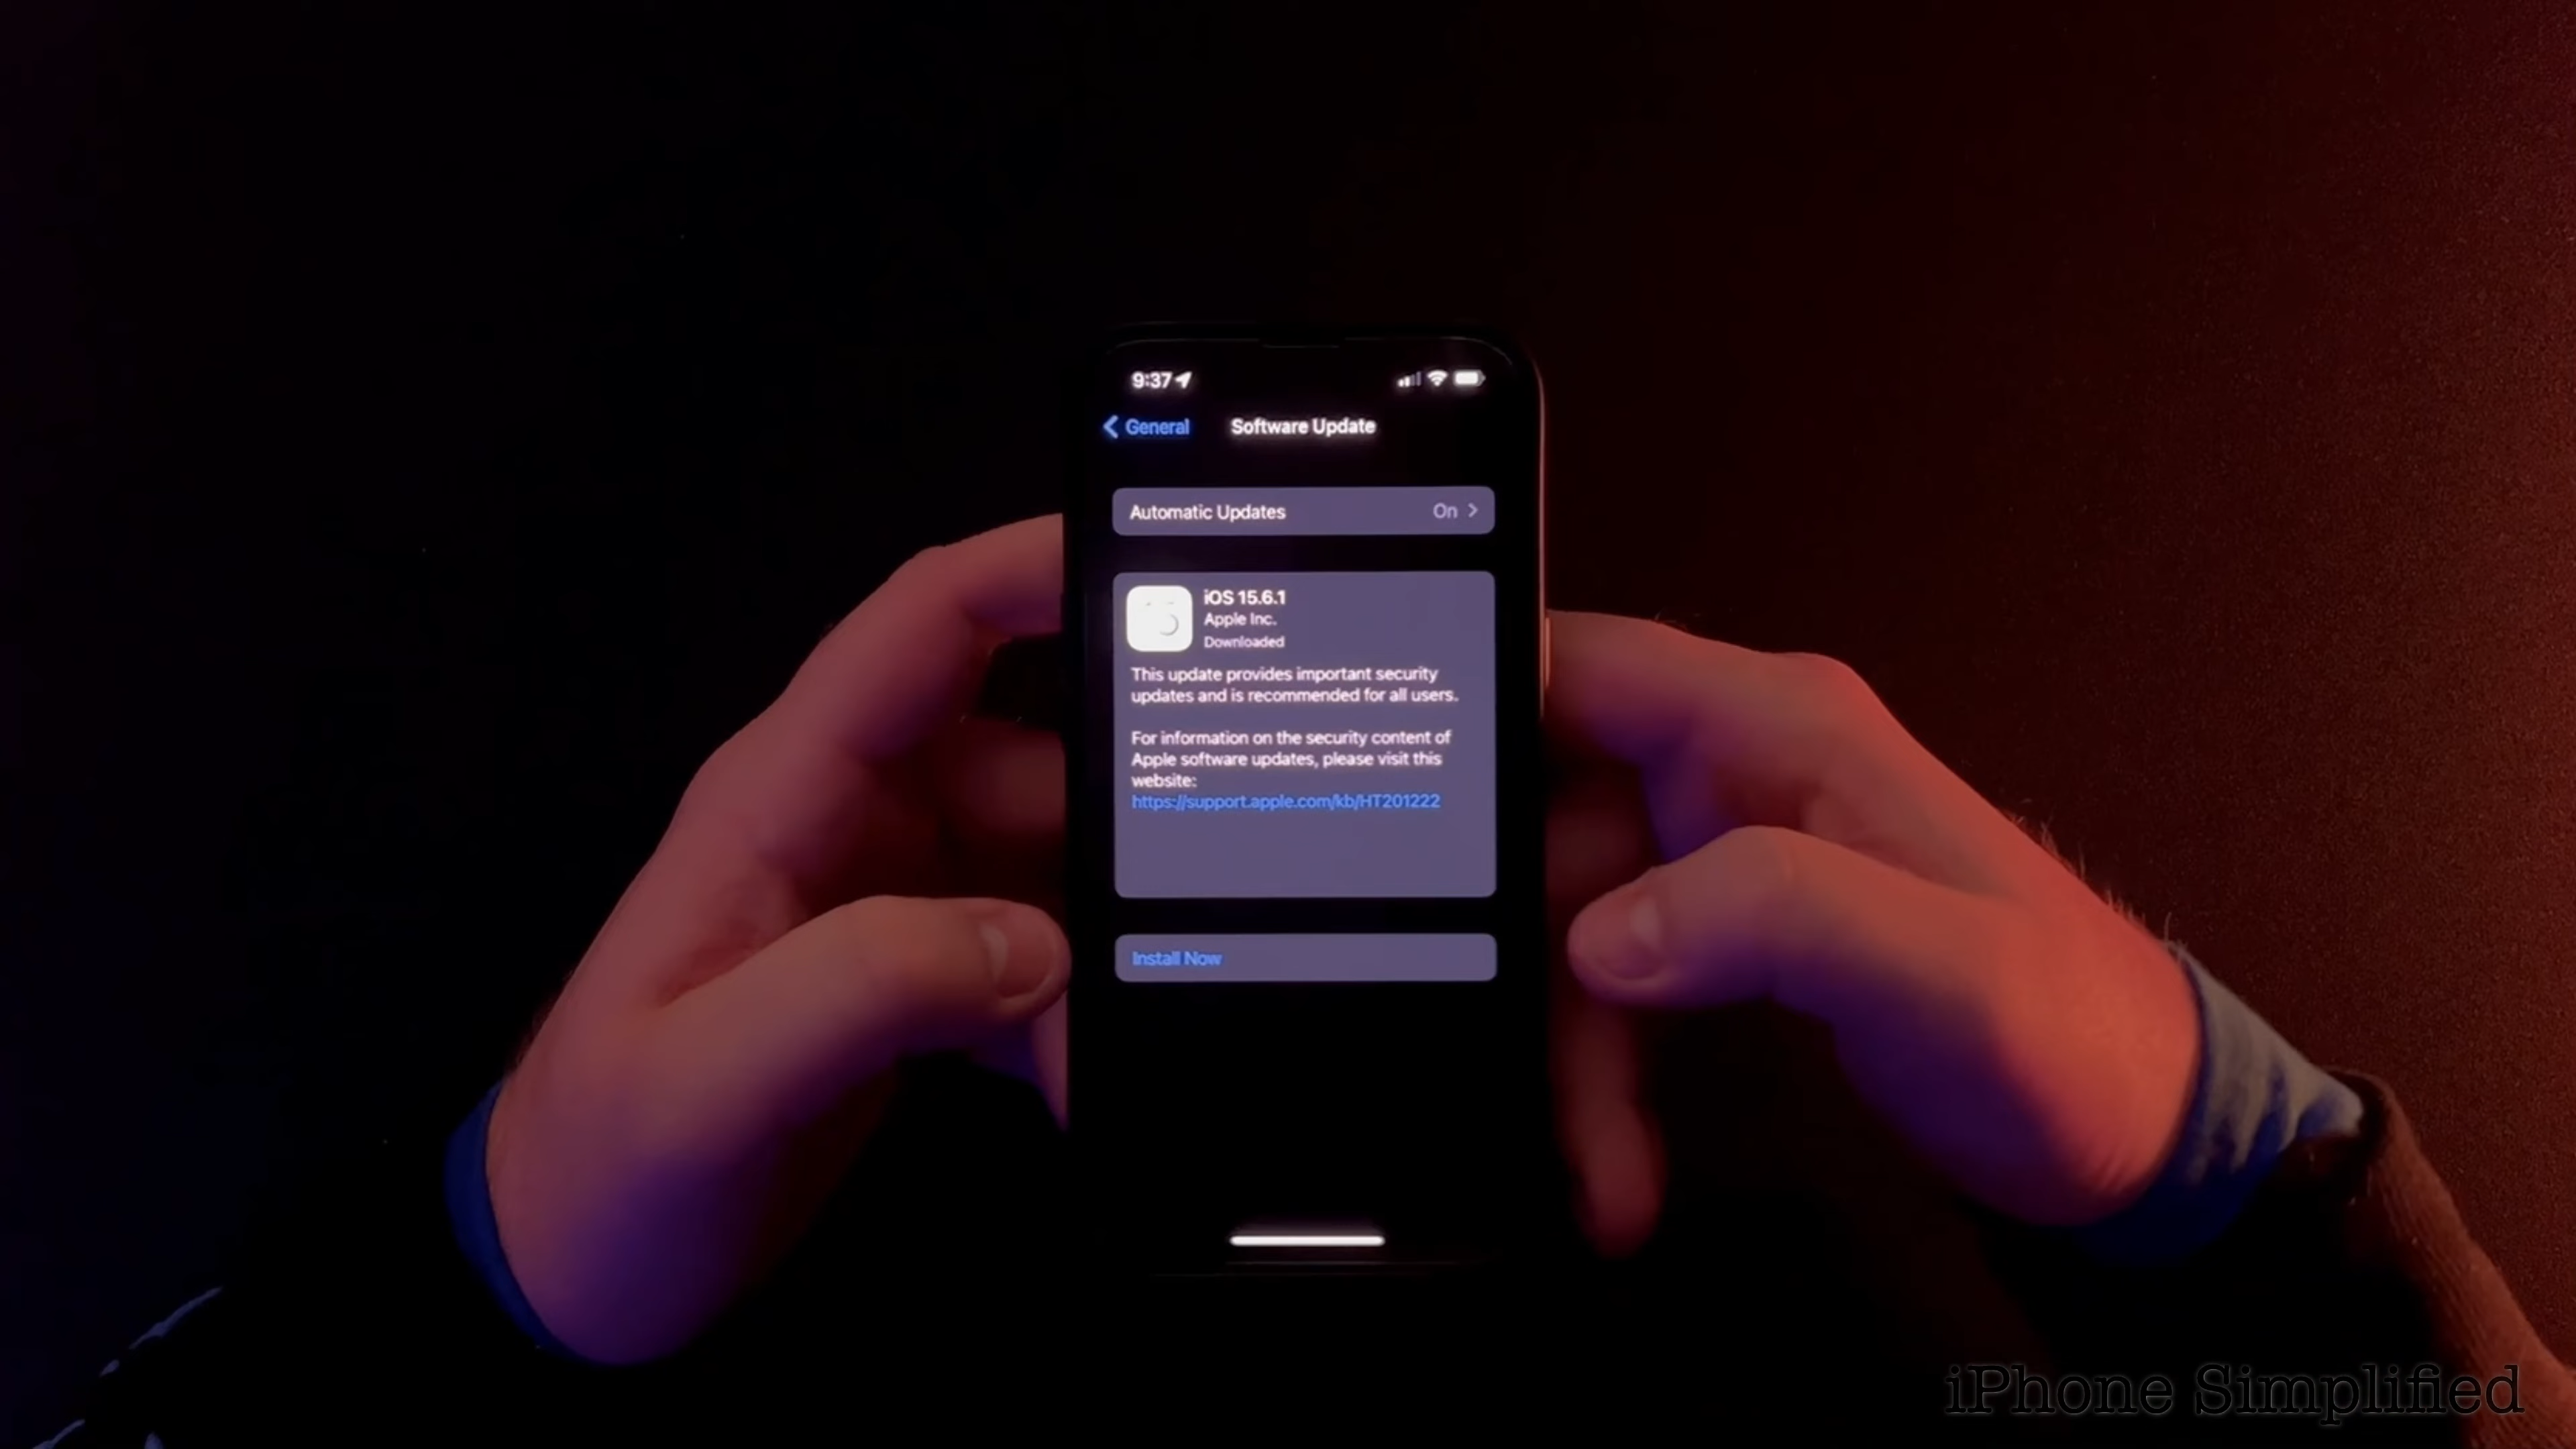 9:37
General
Software Update
Automatic Updates On
iOS 15.6.1
Apple Inc.
Downloaded
This update provides important security
updates and is recommended for all users.
For information on the security content of
Apple software updates, please visit this
website:
https://support.apple.com/kb/HT201222
Install Now
iPhone Simplified